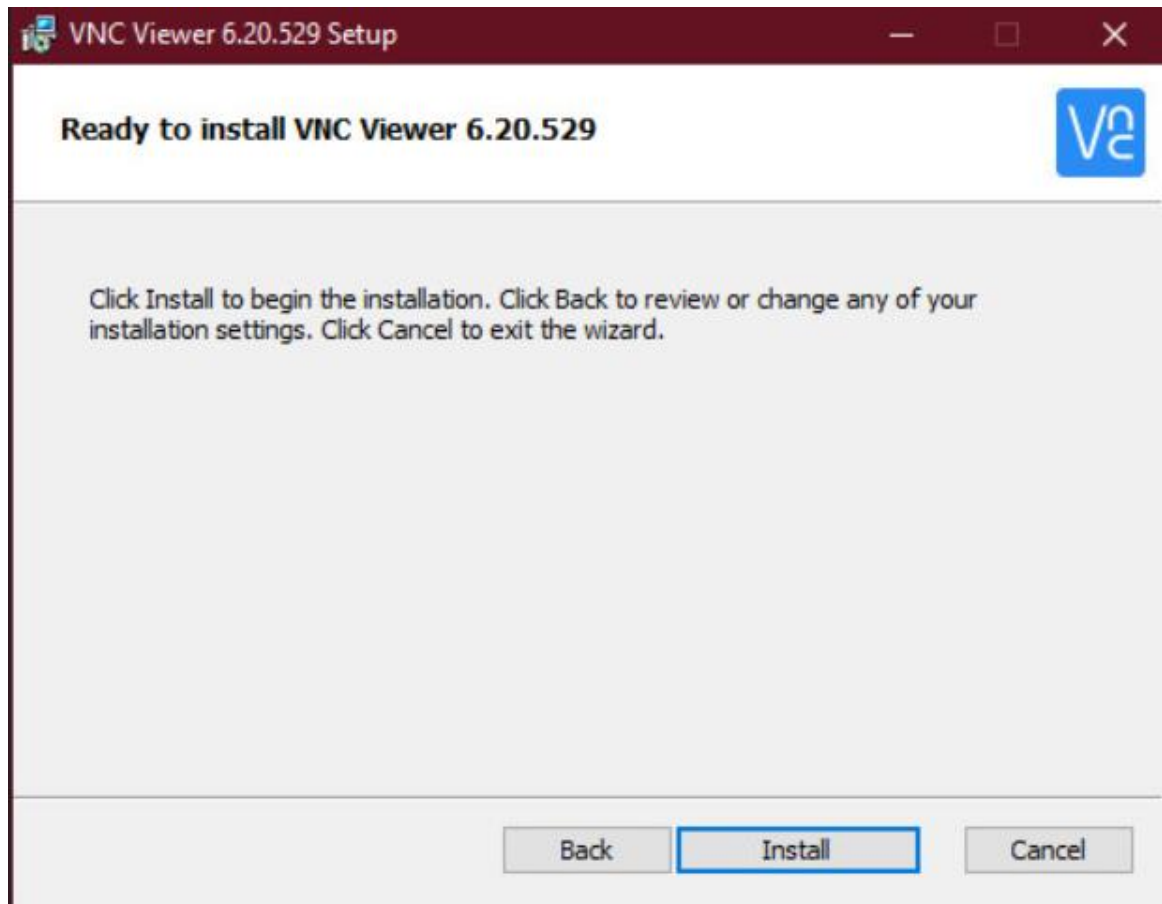 VNC Viewer 6.20.529 Setup
Ready to install VNC Viewer 6.20.529
VNC
Click Install to begin the installation. Click Back to review or change any of your
installation settings. Click Cancel to exit the wizard.
Back Install Cancel